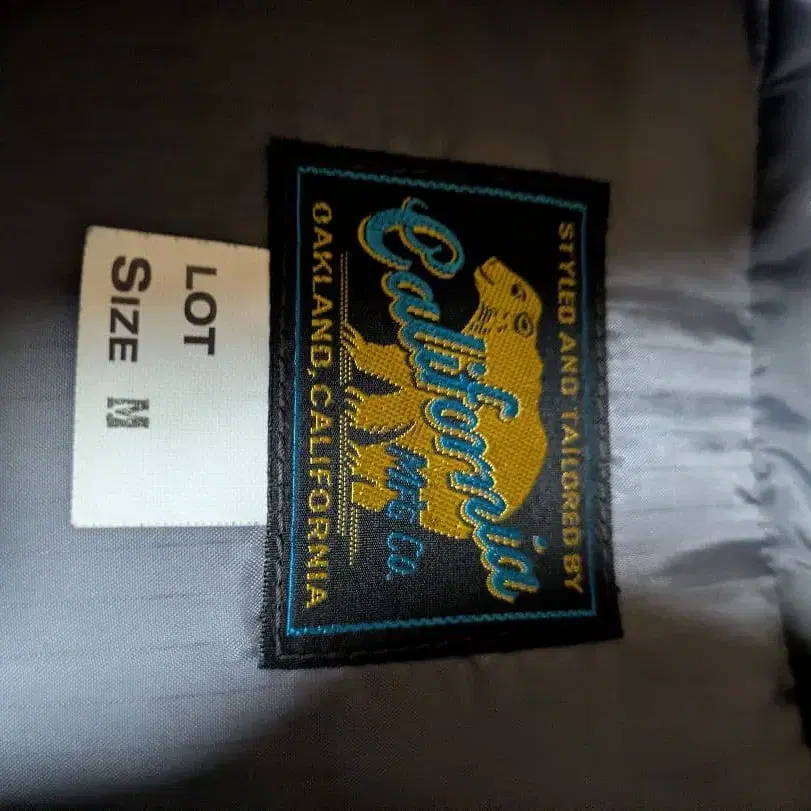 STYLED AND TAILORED BY
California
MFG Co.
OAKLAND, CALIFORNIA
LOT
SIZE M